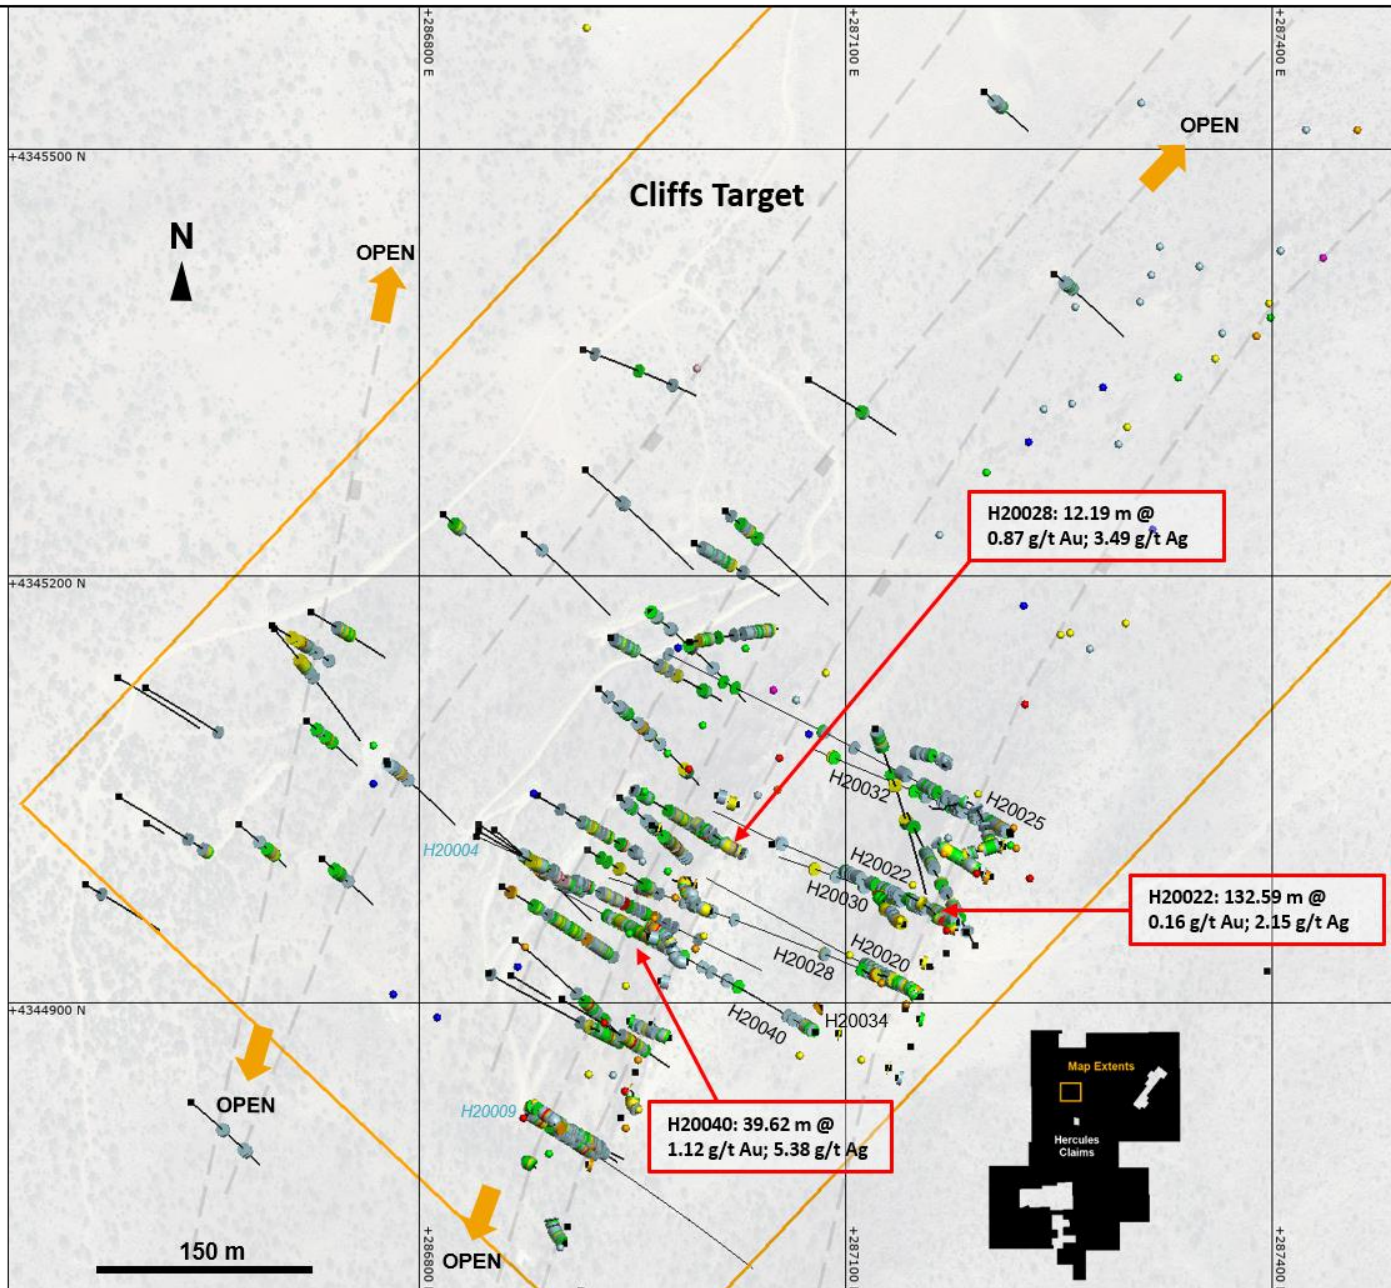 +286800 E
+287100 E
+287400 E
OPEN
+4345500 N
Cliffs Target
N
OPEN
H20028: 12.19 m @
0.87 g/t Au; 3.49 g/t Ag
+4345200 N
H20032
H20025
H20004
H20022
H20030
H20022: 132.59 m @
0.16 g/t Au; 2.15 g/t Ag
H20020
H20028
+4344900 N
H20040
H20034
Map Extents
OPEN
H20009
H20040: 39.62 m @
1.12 g/t Au; 5.38 g/t Ag
Hercules
Claims
150 m
OPEN
+286800 E
+287100 E
+287400 E